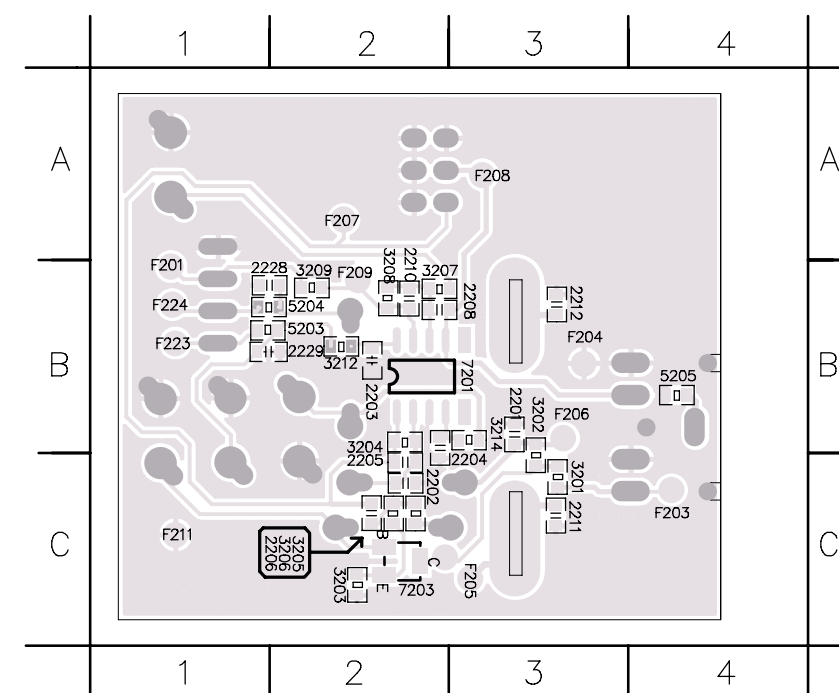 1 2 3 4
A A
F208
F207
F201 2228 3209 F209 3208 2210 3207
F224 5204 2208 2212
F223 5203 F204
B B
2229 3212 7201 5205
2203 2201 3202 F206
3204 3214
2205 2204
2202 3201
F203
F211 2211
C C
B
3205
3206
2206
C
3203 E 7203 F205
1 2 3 4